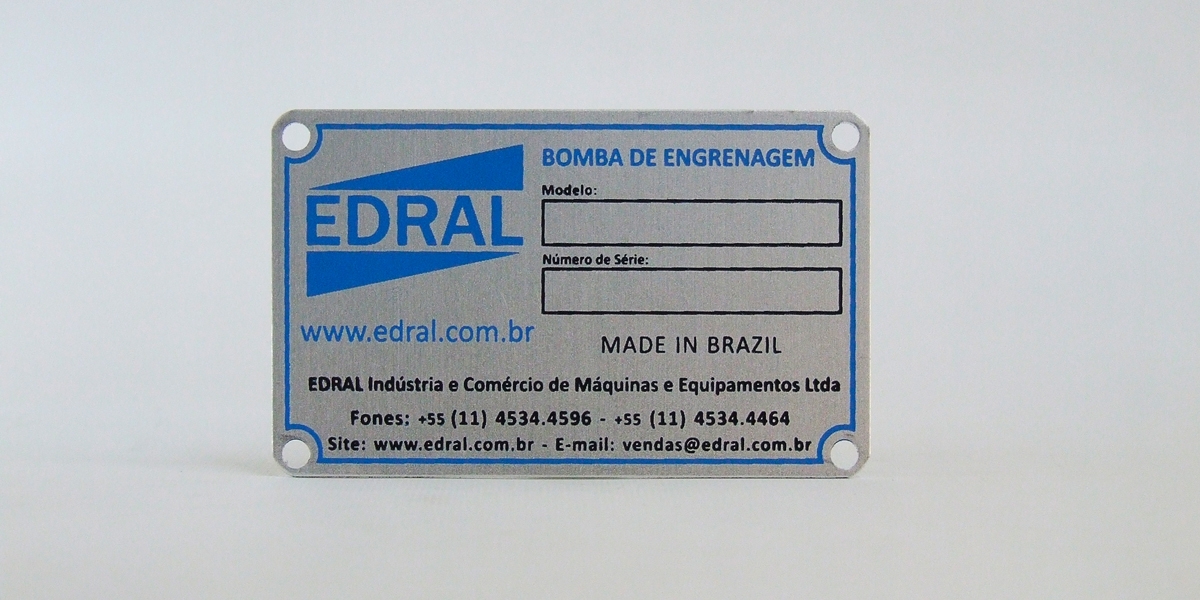 EDRAL
www.edral.com.br
BOMBA DE ENGRENAGEM
Modelo:
Número de Série:
MADE IN BRAZIL
EDRAL Indústria e Comércio de Máquinas e Equipamentos Ltda
Fones: +55 (11) 4534.4596 - +55 (11) 4534.4464
Site: www.edral.com.br - E-mail: vendas@edral.com.br